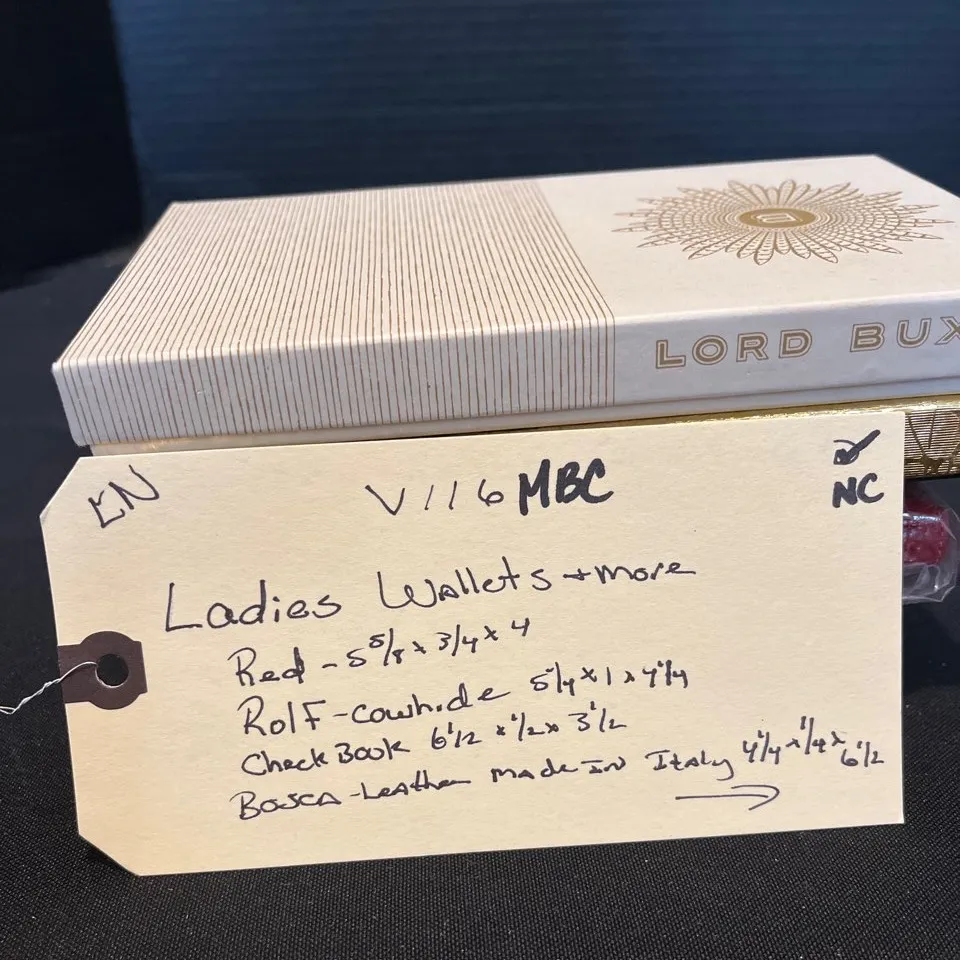 LORD BUX
EN V116 MBC NC
Ladies Wallets + more
Red - 5 5/8 x 3/4 x 4
Rolf - cowhide 5 1/4 x 1 x 4 1/4
Check Book 6 1/2 x 1/2 x 3 1/2
Bosca - Leather Made In Italy 4 1/4 x 1/4 x 6 1/2